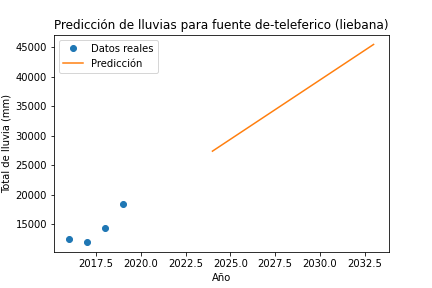 Predicción de lluvias para fuente de-teleferico (liebana)
Datos reales
Predicción
45000
40000
35000
30000
25000
20000
15000
Total de lluvia (mm)
2017.5 2020.0 2022.5 2025.0 2027.5 2030.0 2032.5
Año